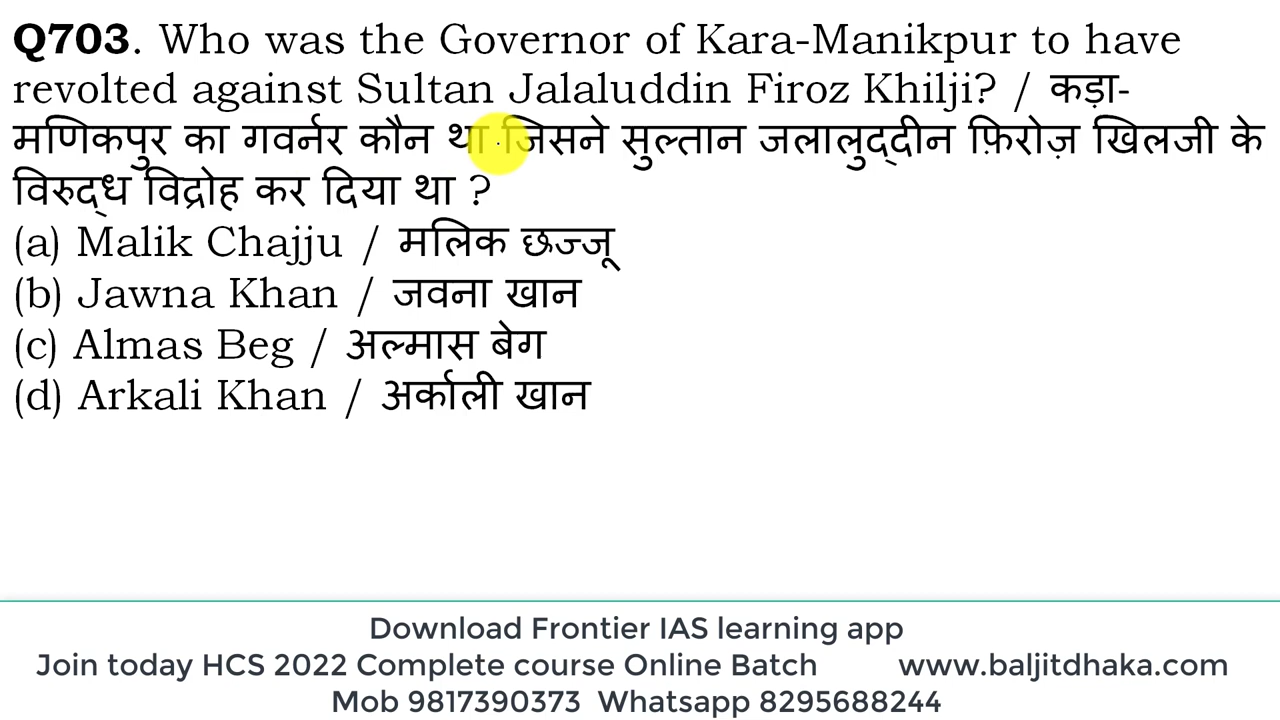 Q703. Who was the Governor of Kara-Manikpur to have
revolted against Sultan Jalaluddin Firoz Khilji? / कड़ा-
मणिकपुर का गवर्नर कौन था जिसने सुल्तान जलालुद्दीन फ़िरोज़ खिलजी के
विरुद्ध विद्रोह कर दिया था ?
(a) Malik Chajju / मलिक छज्जू
(b) Jawna Khan / जवना खान
(c) Almas Beg / अल्मास बेग
(d) Arkali Khan / अर्काली खान
Download Frontier IAS learning app
Join today HCS 2022 Complete course Online Batch www.baljitdhaka.com
Mob 9817390373 Whatsapp 8295688244